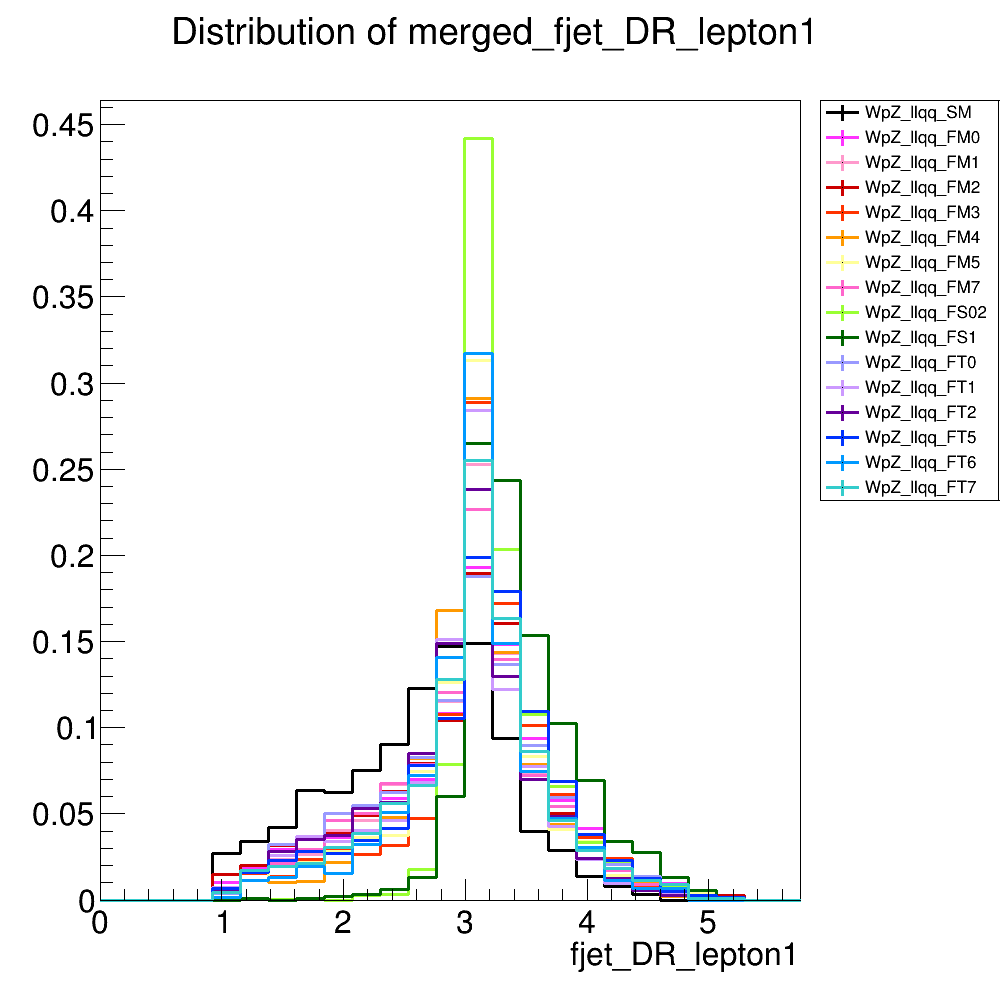 Distribution of merged_fjet_DR_lepton1
0.45
0.4
0.35
0.3
0.25
0.2
0.15
0.1
0.05
0
0 1 2 3 4 5
fjet_DR_lepton1
WpZ_llqq_SM
WpZ_llqq_FM0
WpZ_llqq_FM1
WpZ_llqq_FM2
WpZ_llqq_FM3
WpZ_llqq_FM4
WpZ_llqq_FM5
WpZ_llqq_FM7
WpZ_llqq_FS02
WpZ_llqq_FS1
WpZ_llqq_FT0
WpZ_llqq_FT1
WpZ_llqq_FT2
WpZ_llqq_FT5
WpZ_llqq_FT6
WpZ_llqq_FT7